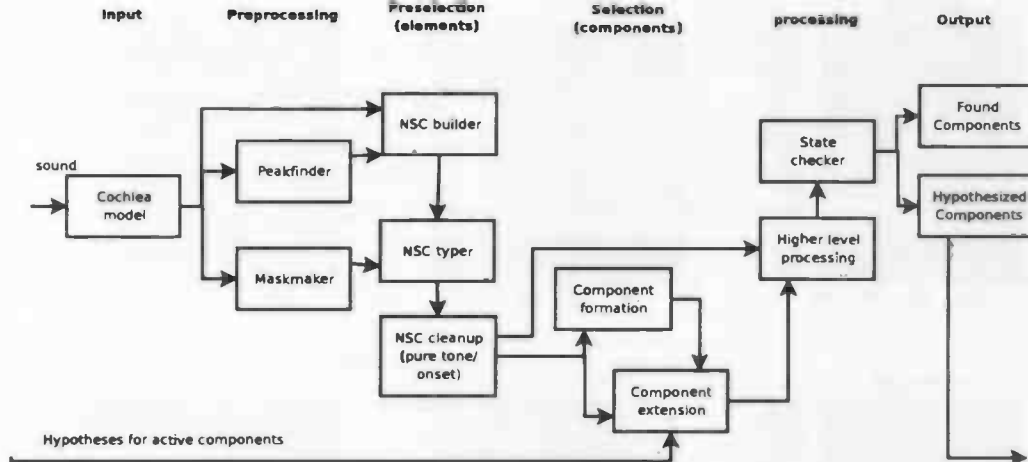 Input
Preprocessing
Preselection
(elements)
Selection
(components)
processing
Output
sound
Cochlea
model
Peakfinder
Maskmaker
NSC builder
NSC typer
NSC cleanup
(pure tone/
onset)
Component
formation
Component
extension
State
checker
Higher level
processing
Found
Components
Hypothesized
Components
Hypotheses for active components